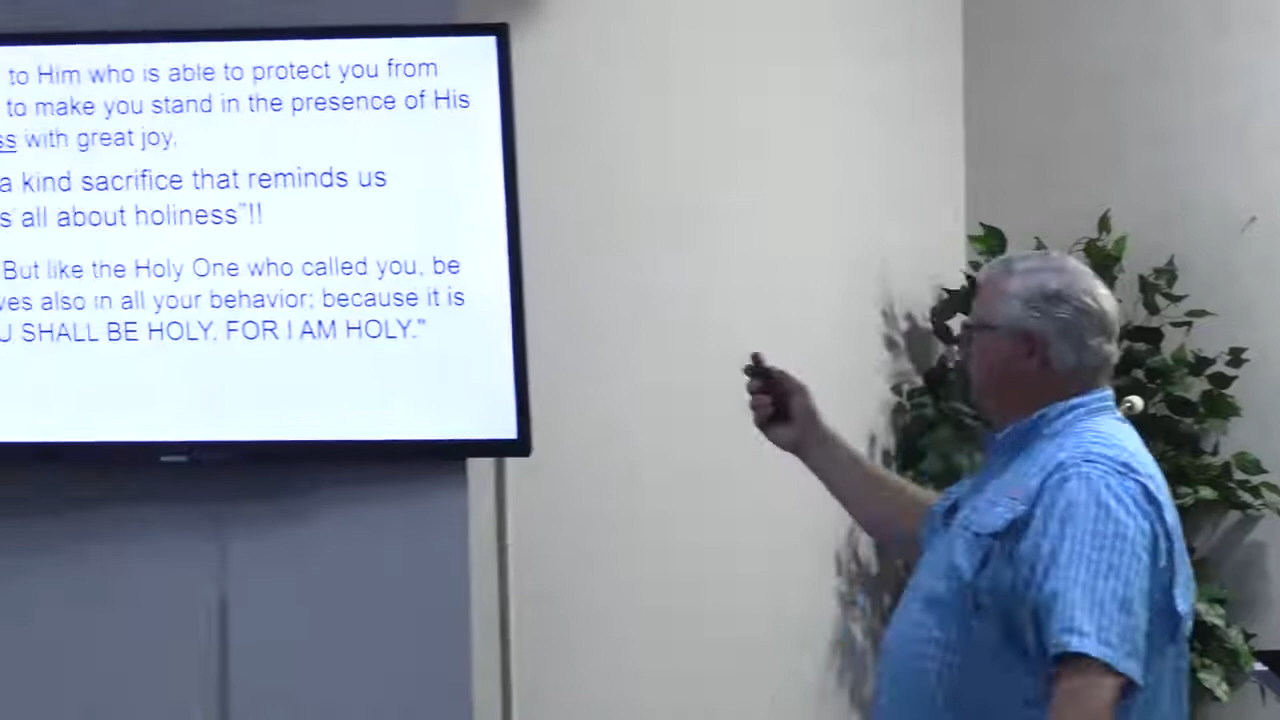 to Him who is able to protect you from
to make you stand in the presence of His
ss with great joy,
a kind sacrifice that reminds us
s all about holiness"!!
But like the Holy One who called you, be
ves also in all your behavior; because it is
U SHALL BE HOLY, FOR I AM HOLY."